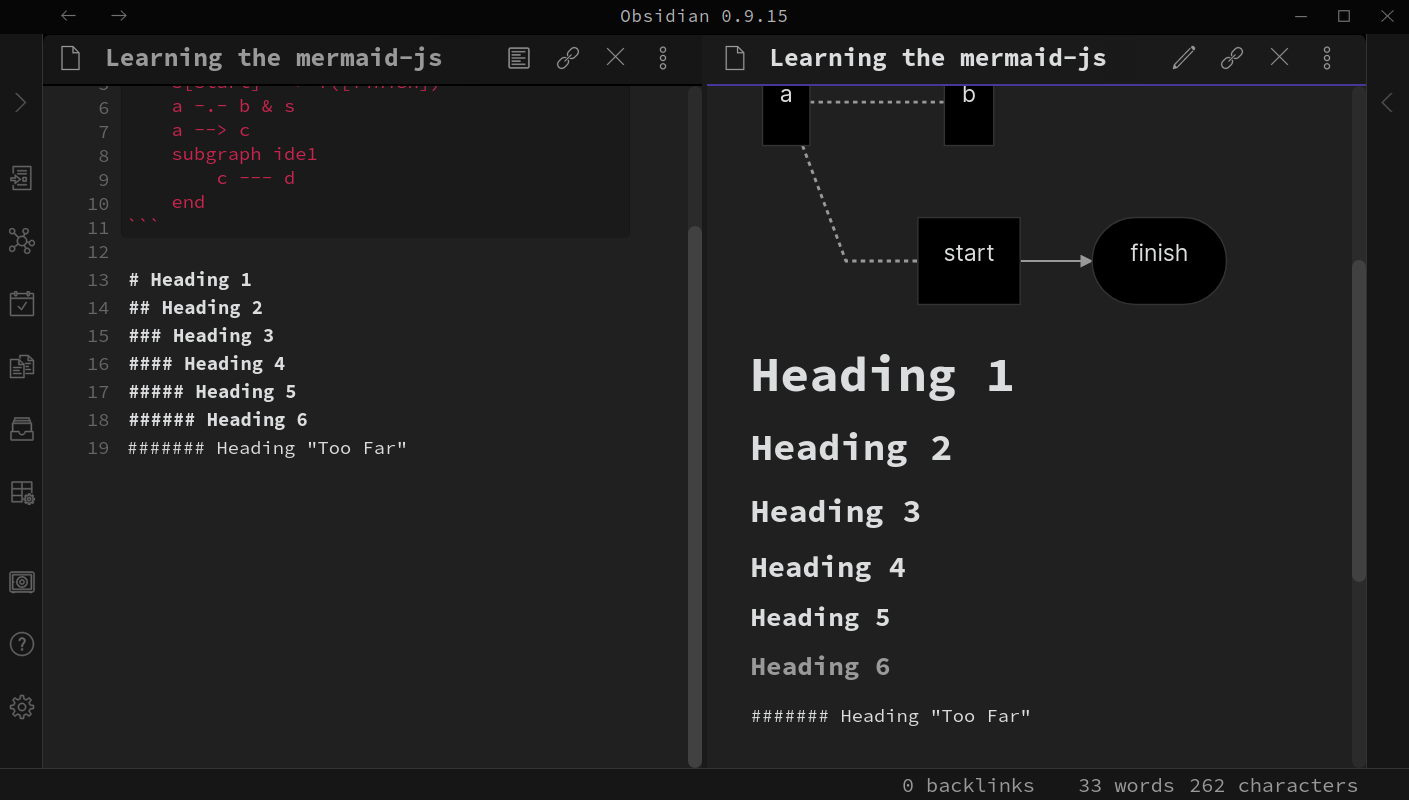 Obsidian 0.9.15
Learning the mermaid-js
6 a -.- b & s
7 a --> c
8 subgraph ide1
9 c --- d
10 end
11 ```
12
13 # Heading 1
14 ## Heading 2
15 ### Heading 3
16 #### Heading 4
17 ##### Heading 5
18 ###### Heading 6
19 ####### Heading "Too Far"
Learning the mermaid-js
a b
start finish
Heading 1
Heading 2
Heading 3
Heading 4
Heading 5
Heading 6
####### Heading "Too Far"
0 backlinks 33 words 262 characters